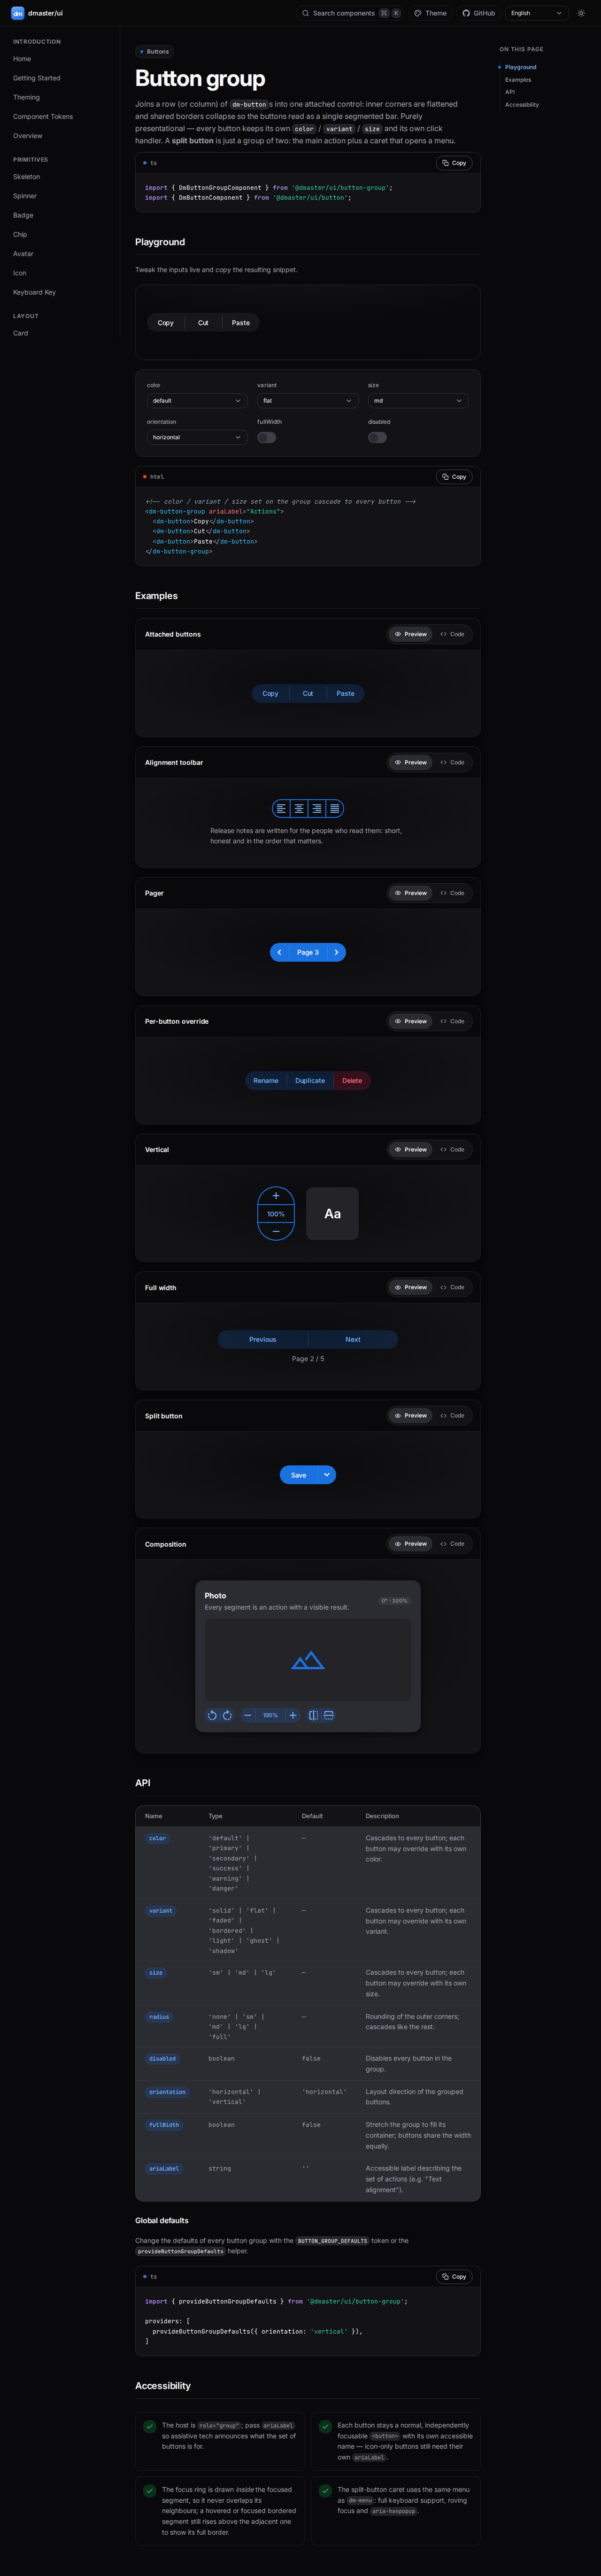 dm dmaster/ui
Search components ⌘ K
Theme
GitHub
English
INTRODUCTION
Home
Getting Started
Theming
Component Tokens
Overview
PRIMITIVES
Skeleton
Spinner
Badge
Chip
Avatar
Icon
Keyboard Key
LAYOUT
Card
ON THIS PAGE
Playground
Examples
API
Accessibility
Buttons
Button group
Joins a row (or column) of dm-button s into one attached control: inner corners are flattened
and shared borders collapse so the buttons read as a single segmented bar. Purely
presentational — every button keeps its own color / variant / size and its own click
handler. A split button is just a group of two: the main action plus a caret that opens a menu.
ts
Copy
import { DmButtonGroupComponent } from '@dmaster/ui/button-group';
import { DmButtonComponent } from '@dmaster/ui/button';
Playground
Tweak the inputs live and copy the resulting snippet.
Copy Cut Paste
color variant size
default flat md
orientation fullWidth disabled
horizontal
html
Copy
<!-- color / variant / size set on the group cascade to every button -->
<dm-button-group ariaLabel="Actions">
<dm-button>Copy</dm-button>
<dm-button>Cut</dm-button>
<dm-button>Paste</dm-button>
</dm-button-group>
Examples
Attached buttons
Preview Code
Copy Cut Paste
Alignment toolbar
Preview Code
Release notes are written for the people who read them: short,
honest and in the order that matters.
Pager
Preview Code
Page 3
Per-button override
Preview Code
Rename Duplicate Delete
Vertical
Preview Code
100%
Aa
Full width
Preview Code
Previous Next
Page 2 / 5
Split button
Preview Code
Save
Composition
Preview Code
Photo
Every segment is an action with a visible result.
0° · 100%
100%
API
Name Type Default Description
color
'default' |
'primary' |
'secondary' |
'success' |
'warning' |
'danger'
—
Cascades to every button; each
button may override with its own
color.
variant
'solid' | 'flat' |
'faded' |
'bordered' |
'light' | 'ghost' |
'shadow'
—
Cascades to every button; each
button may override with its own
variant.
size
'sm' | 'md' | 'lg'
—
Cascades to every button; each
button may override with its own
size.
radius
'none' | 'sm' |
'md' | 'lg' |
'full'
—
Rounding of the outer corners;
cascades like the rest.
disabled
boolean
false
Disables every button in the
group.
orientation
'horizontal' |
'vertical'
'horizontal'
Layout direction of the grouped
buttons.
fullWidth
boolean
false
Stretch the group to fill its
container; buttons share the width
equally.
ariaLabel
string
''
Accessible label describing the
set of actions (e.g. "Text
alignment").
Global defaults
Change the defaults of every button group with the BUTTON_GROUP_DEFAULTS token or the
provideButtonGroupDefaults helper.
ts
Copy
import { provideButtonGroupDefaults } from '@dmaster/ui/button-group';
providers: [
provideButtonGroupDefaults({ orientation: 'vertical' }),
]
Accessibility
The host is role="group"; pass ariaLabel
so assistive tech announces what the set of
buttons is for.
Each button stays a normal, independently
focusable <button> with its own accessible
name — icon-only buttons still need their
own ariaLabel.
The focus ring is drawn inside the focused
segment, so it never overlaps its
neighbours; a hovered or focused bordered
segment still rises above the adjacent one
to show its full border.
The split-button caret uses the same menu
as dm-menu: full keyboard support, roving
focus and aria-haspopup.